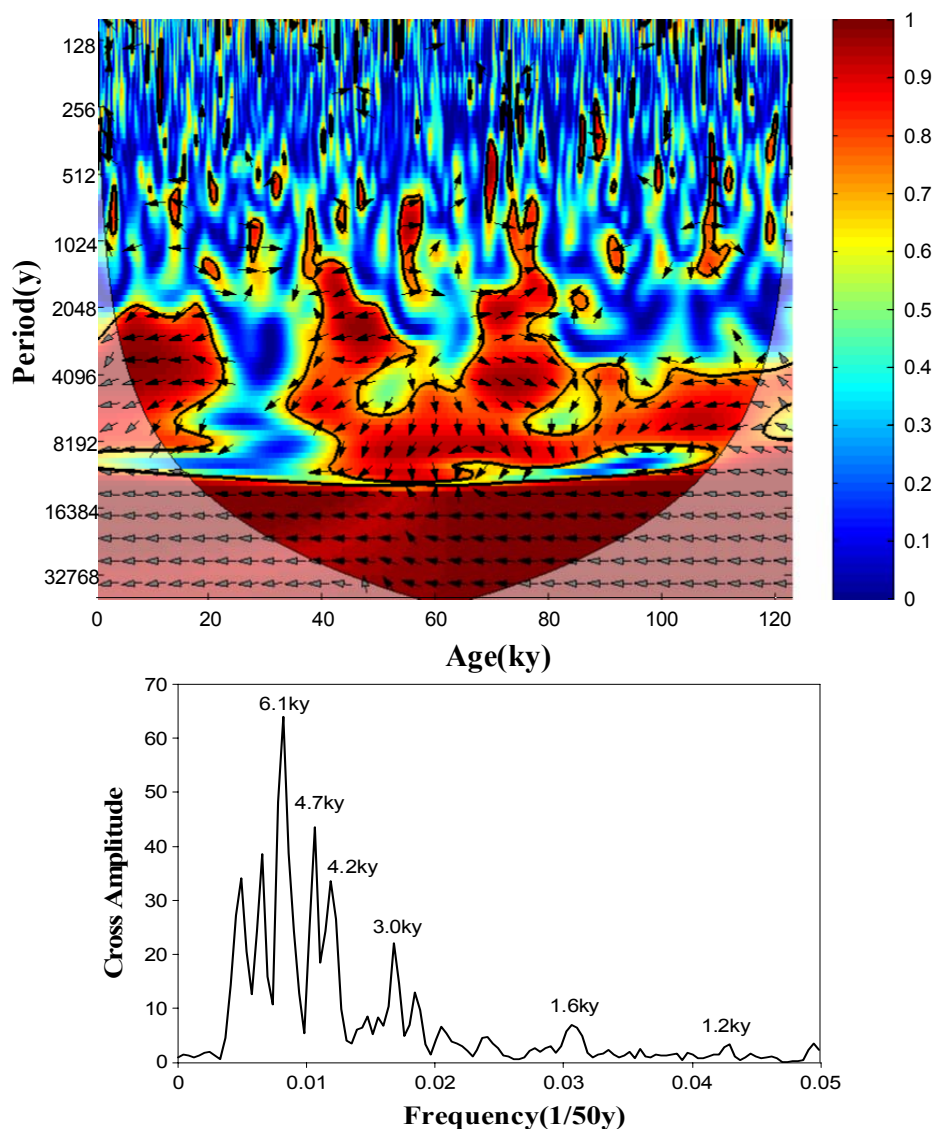 128
256
512
1024
2048
4096
8192
16384
32768
Period(y)
0 20 40 60 80 100 120
Age(ky)
1
0.9
0.8
0.7
0.6
0.5
0.4
0.3
0.2
0.1
0
70
60
50
40
30
20
10
0
Cross Amplitude
6.1ky
4.7ky
4.2ky
3.0ky
1.6ky
1.2ky
0 0.01 0.02 0.03 0.04 0.05
Frequency(1/50y)